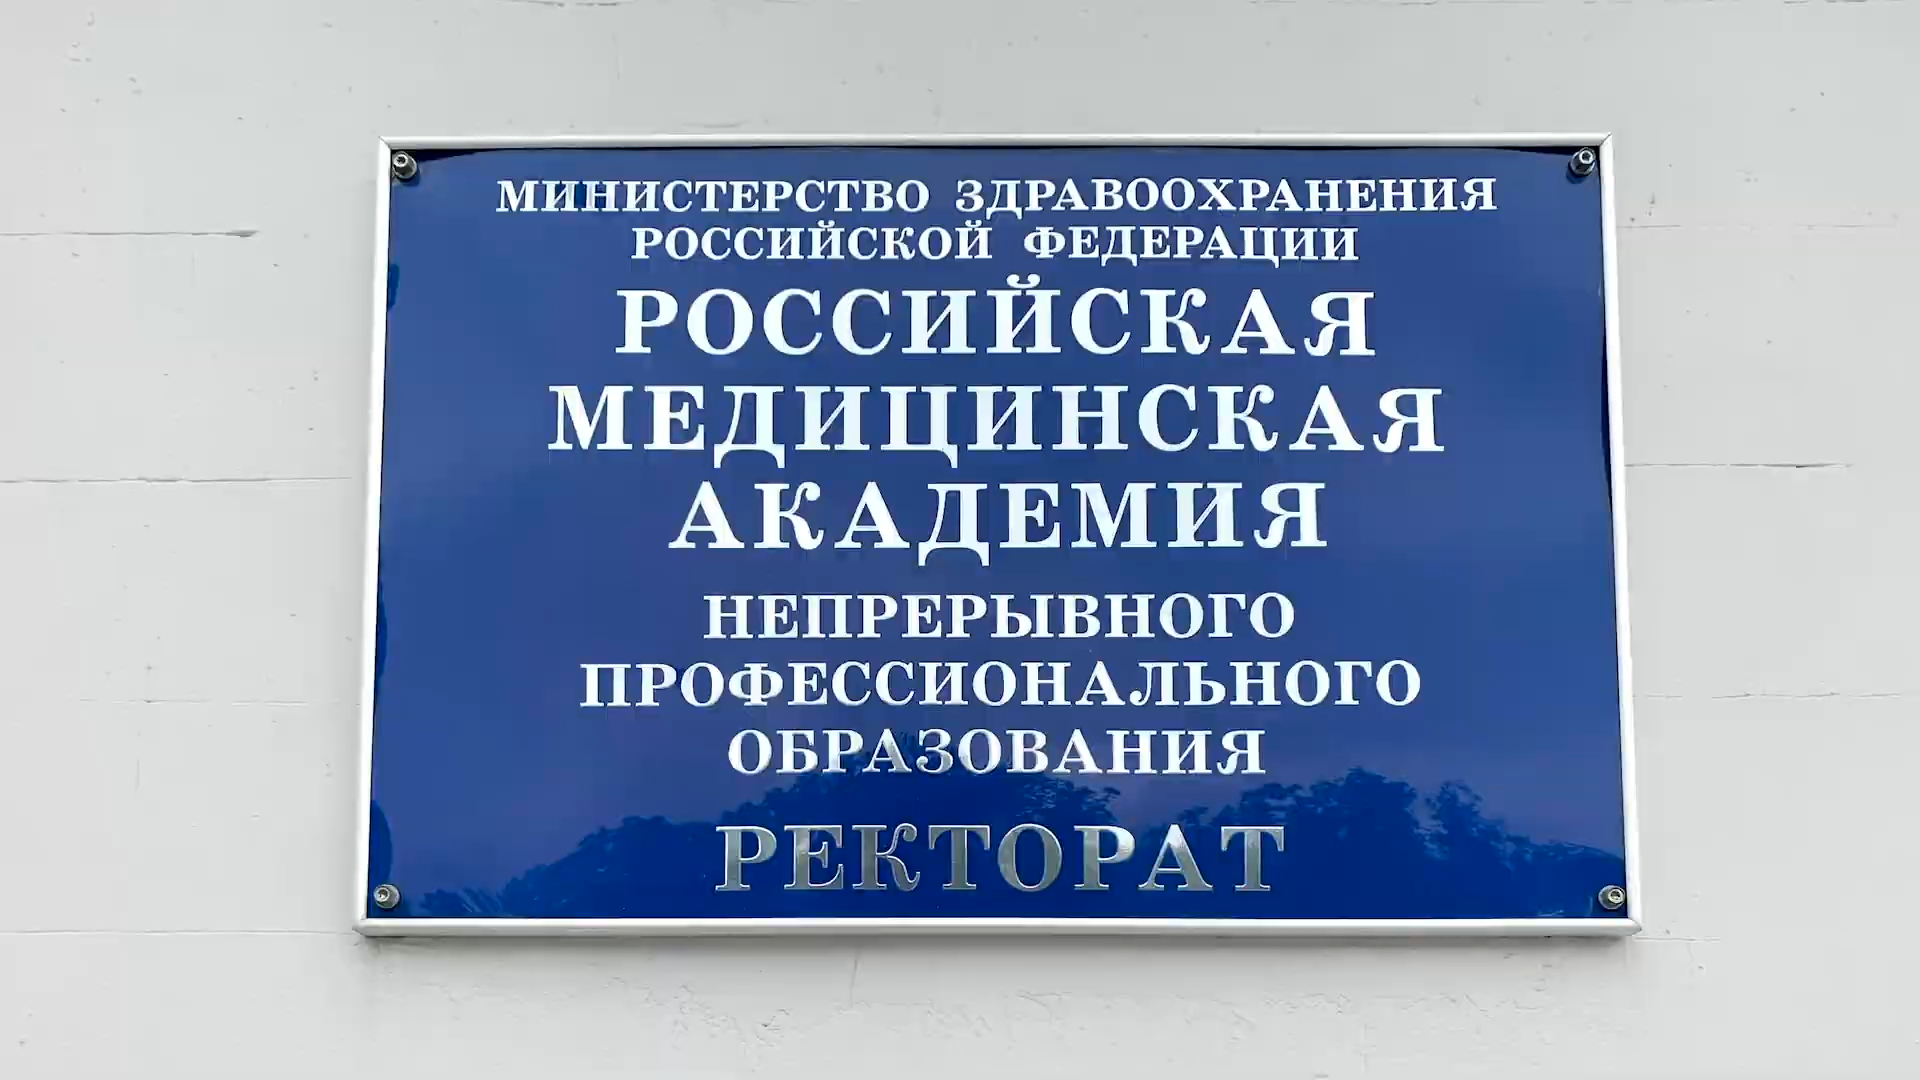 МИНИСТЕРСТВО ЗДРАВООХРАНЕНИЯ
РОССИЙСКОЙ ФЕДЕРАЦИИ
РОССИЙСКАЯ
МЕДИЦИНСКАЯ
АКАДЕМИЯ
НЕПРЕРЫВНОГО
ПРОФЕССИОНАЛЬНОГО
ОБРАЗОВАНИЯ
РЕКТОРАТ